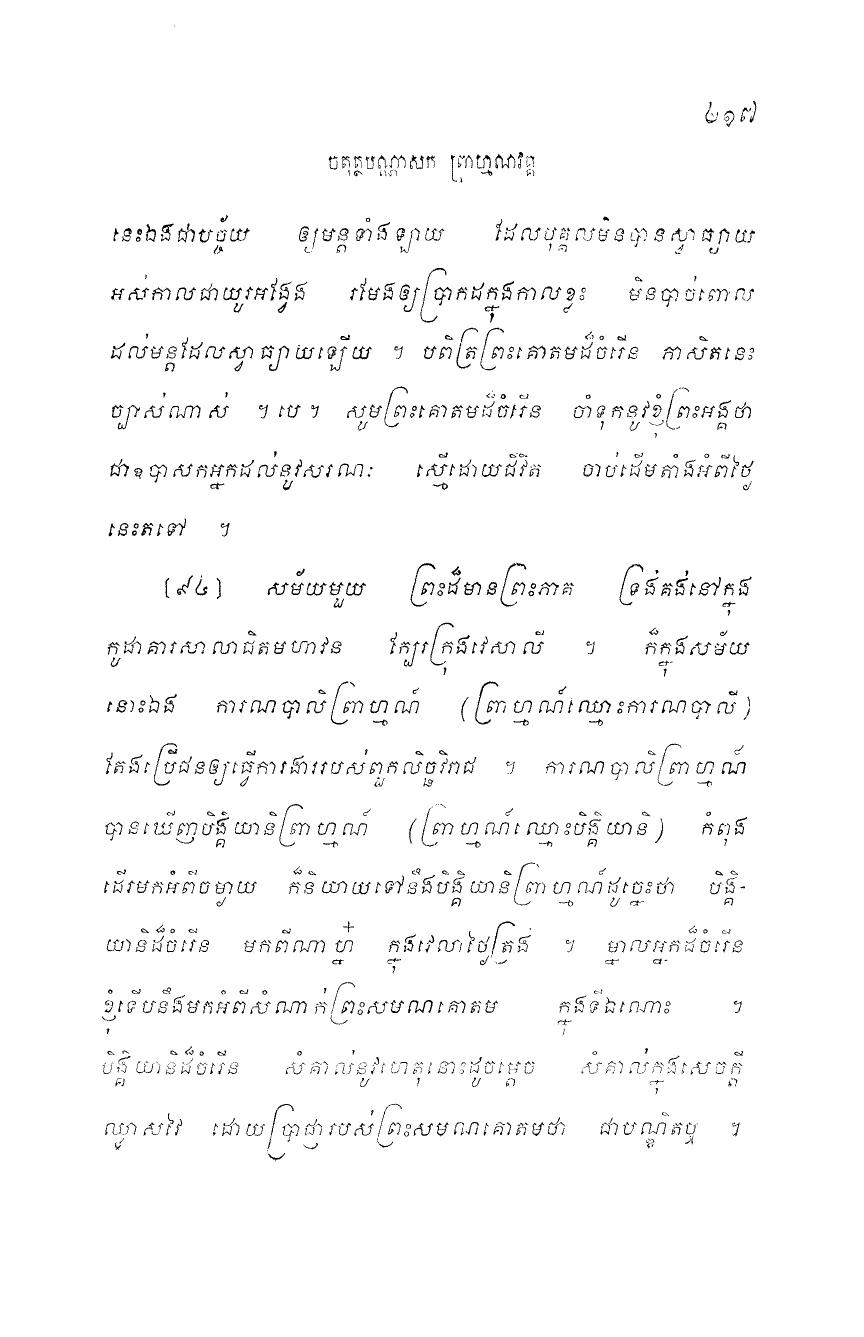 ៤១៧
ចតុត្ថបណ្ណាសក ព្រាហ្មណវគ្គ
នេះឯងជាបច្ច័យ ឲ្យមន្តទាំងឡាយ ដែលបុគ្គលមិនបានស្វាធ្យាយ
អស់កាលជាយូរអង្វែង រមែងឲ្យប្រាកដក្នុងកាលខ្លះ មិនបាច់ពោល
ដល់មន្តដែលស្វាធ្យាយឡើយ ។ បពិត្រព្រះគោតមដ៏ចំរើន ភាសិតនេះ
ច្បាស់ណាស់ ។ បេ ។ សូមព្រះគោតមដ៏ចំរើន ចាំទុកនូវខ្ញុំព្រះអង្គថា
ជាឧបាសកអ្នកដល់នូវសរណៈ ស្មើដោយជីវិត ចាប់ដើមតាំងអំពីថ្ងៃ
នេះតទៅ ។
[៩៤] សម័យមួយ ព្រះដ៏មានព្រះភាគ ទ្រង់គង់នៅក្នុង
កូដាគារសាលាជិតមហាវន ក្បែរក្រុងវេសាលី ។ ក៏ក្នុងសម័យ
នោះឯង ការណបាលិព្រាហ្មណ៍ (ព្រាហ្មណ៍ឈ្មោះការណបាលី)
តែងប្រើជនឲ្យធ្វើការងាររបស់ពួកលិច្ឆវិរាជ ។ ការណបាលិព្រាហ្មណ៍
បានឃើញបិង្គិយានិព្រាហ្មណ៍ (ព្រាហ្មណ៍ឈ្មោះបិង្គិយានិ) កំពុង
ដើរមកអំពីចម្ងាយ ក៏និយាយទៅនឹងបិង្គិយានិព្រាហ្មណ៍ដូច្នេះថា បិង្គិ-
យានិដ៏ចំរើន មកពីណាហ្ន៎ ក្នុងវេលាថ្ងៃត្រង់ ។ ម្នាលអ្នកដ៏ចំរើន
ខ្ញុំទើបនឹងមកអំពីសំណាក់ព្រះសមណគោតម ក្នុងទីឯណោះ ។
បិង្គិយានិដ៏ចំរើន សំគាល់នូវហេតុនោះដូចម្តេច សំគាល់ក្នុងសេចក្តី
ឈ្លាសវៃ ដោយប្រាជ្ញារបស់ព្រះសមណគោតមថា ជាបណ្ឌិតឬ ។